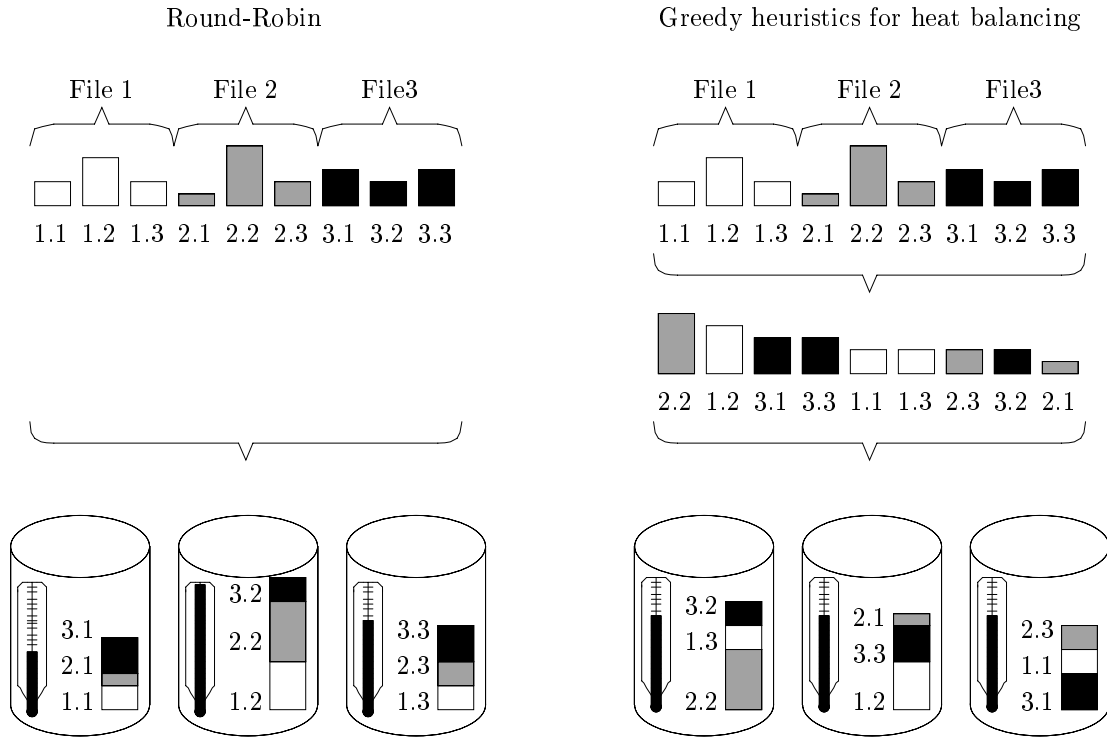 Round-Robin
File 1 File 2 File3
1.1 1.2 1.3 2.1 2.2 2.3 3.1 3.2 3.3
3.1
2.1
1.1
3.2
2.2
1.2
3.3
2.3
1.3
Greedy heuristics for heat balancing
File 1 File 2 File3
1.1 1.2 1.3 2.1 2.2 2.3 3.1 3.2 3.3
2.2 1.2 3.1 3.3 1.1 1.3 2.3 3.2 2.1
3.2
1.3
2.2
2.1
3.3
1.2
2.3
1.1
3.1